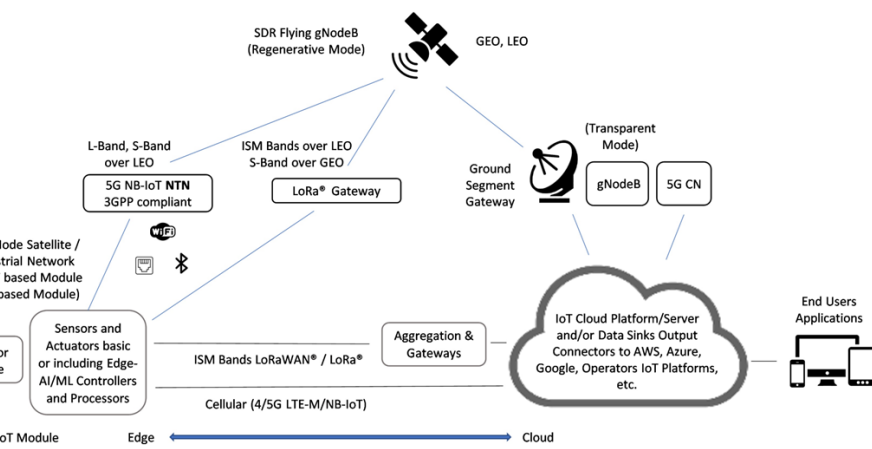 SDR Flying gNodeB
(Regenerative Mode)
GEO, LEO
L-Band, S-Band
over LEO
ISM Bands over LEO
S-Band over GEO
(Transparent
Mode)
5G NB-IoT NTN
3GPP compliant
LoRa® Gateway
Ground
Segment
Gateway
gNodeB
5G CN
WiFi
Satellite /
Network
based Module
Module)
Sensors and
Actuators basic
or including Edge-
AI/ML Controllers
and Processors
Aggregation &
Gateways
ISM Bands LoRaWAN® / LoRa®
Cellular (4/5G LTE-M/NB-IoT)
IoT Cloud Platform/Server
and/or Data Sinks Output
Connectors to AWS, Azure,
Google, Operators IoT Platforms,
etc.
End Users
Applications
Module
Edge
Cloud